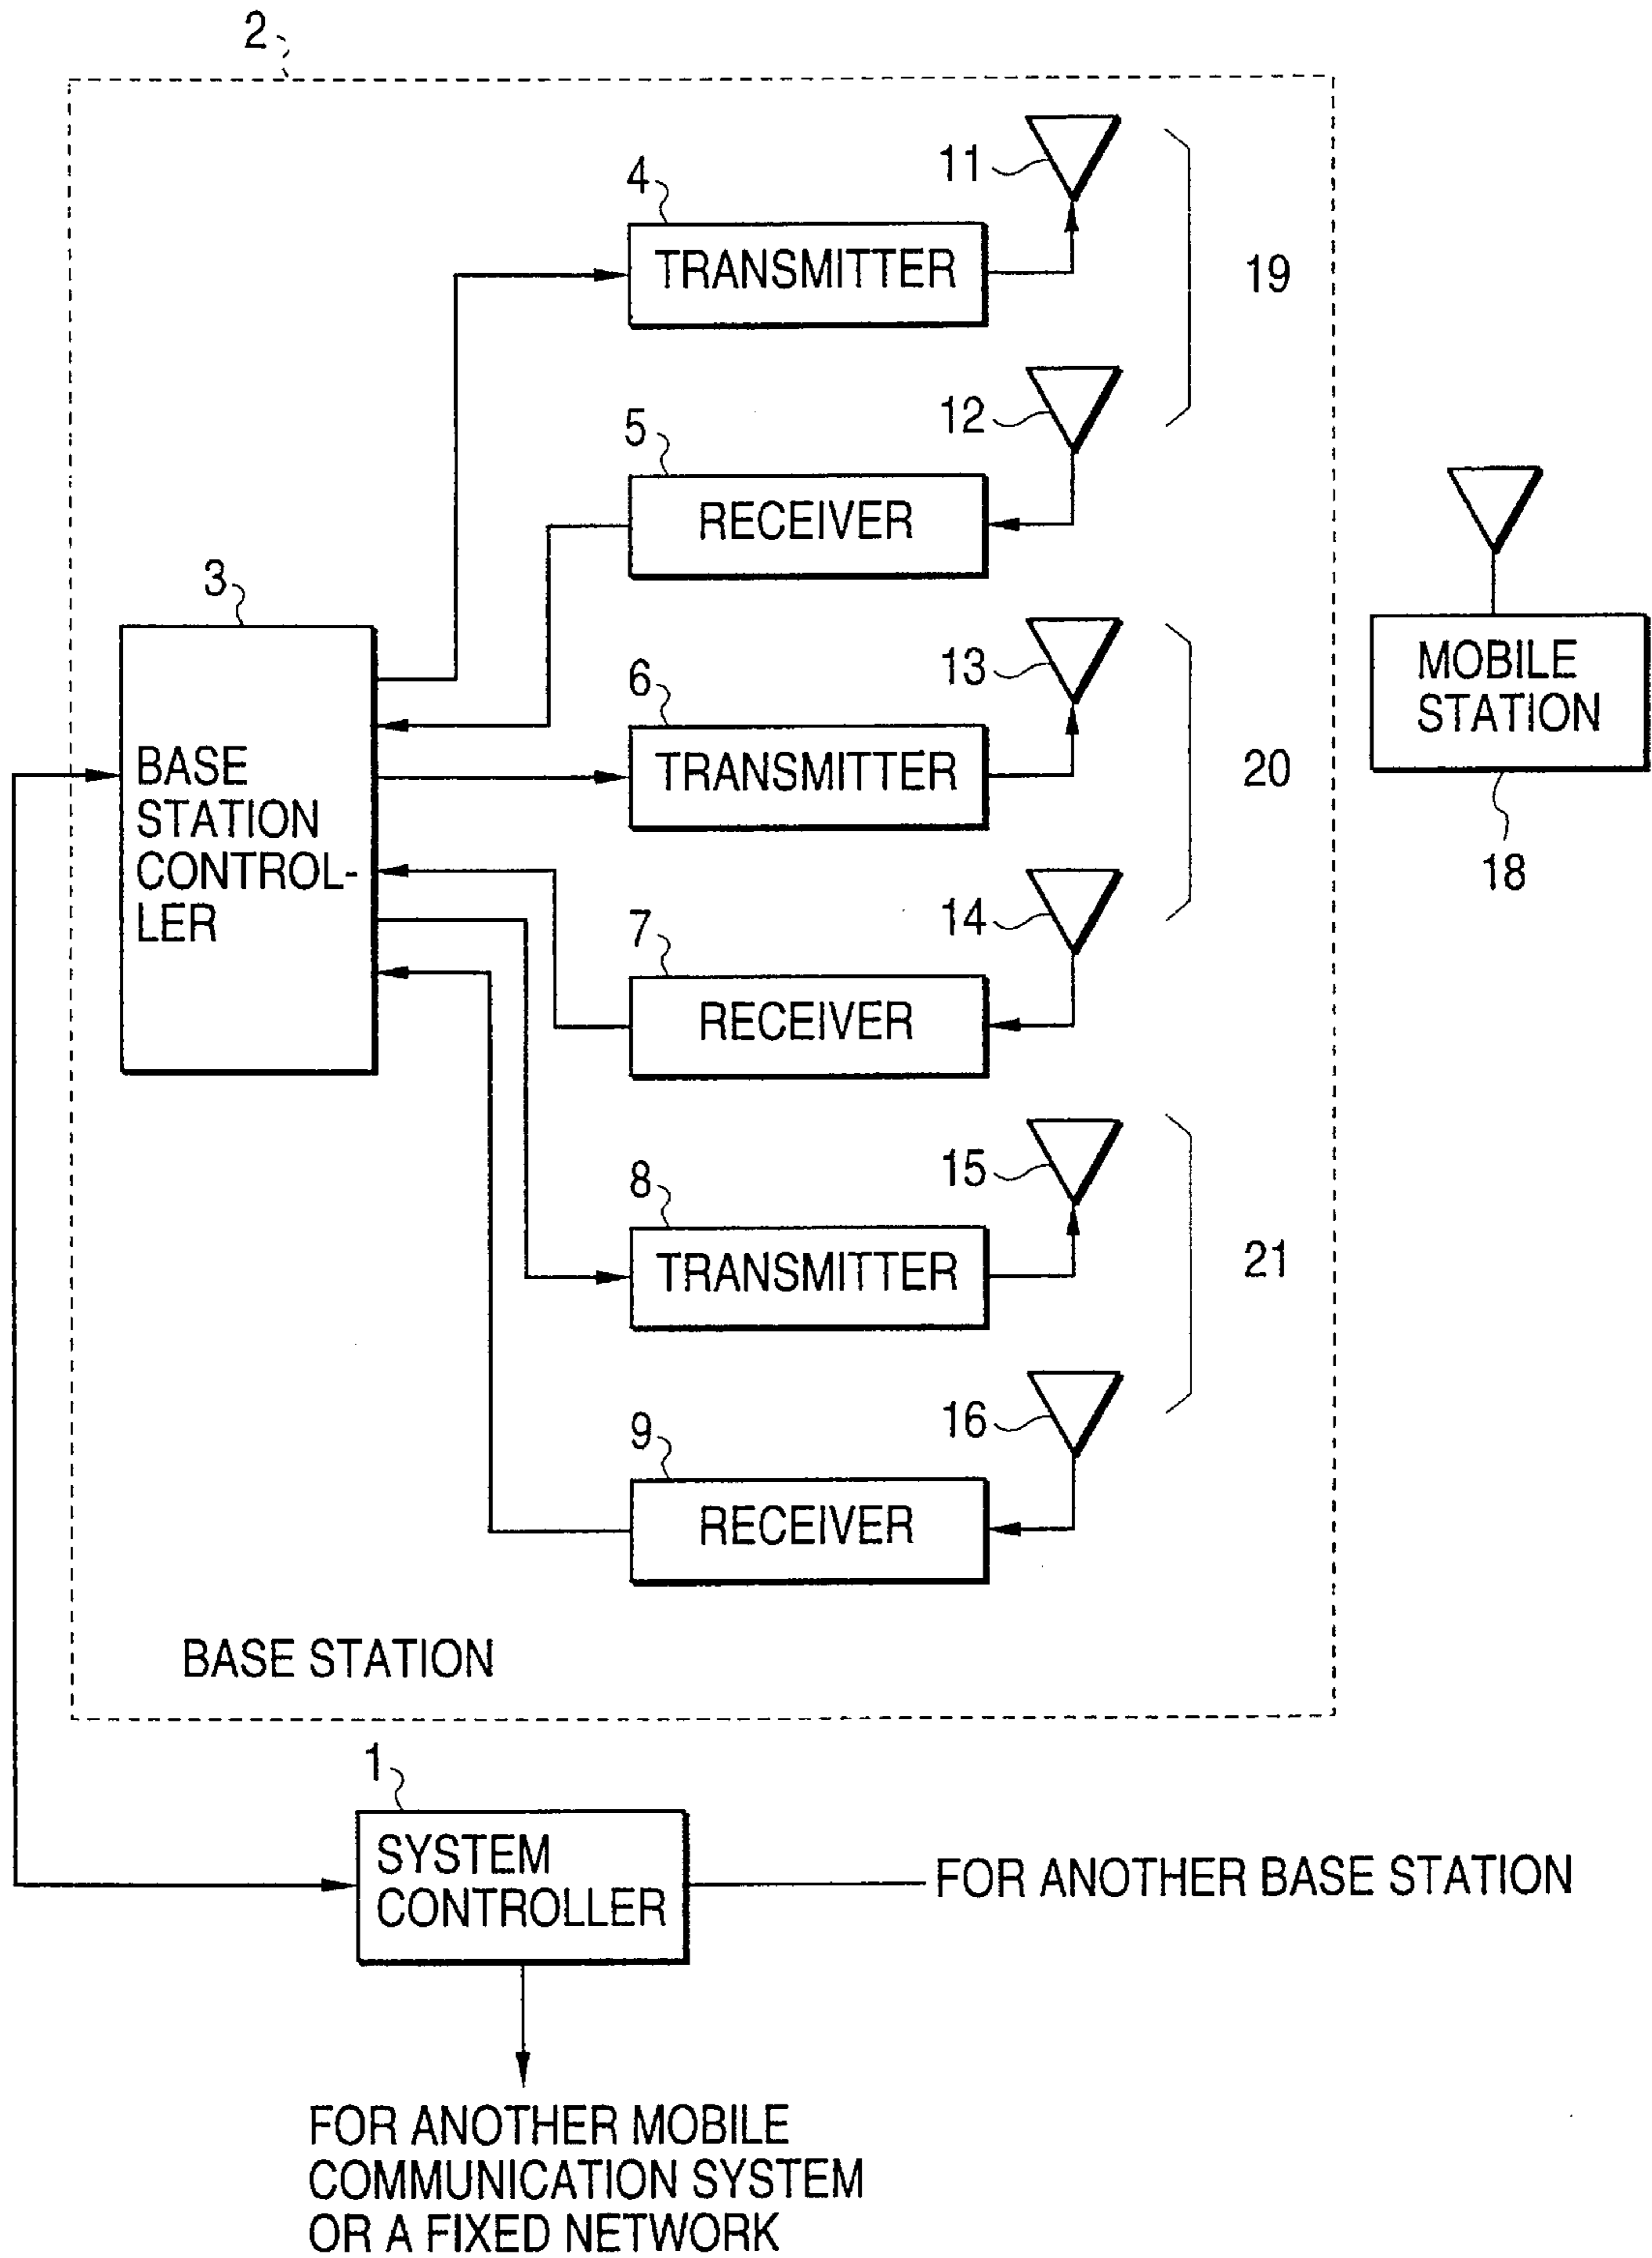 2
11
4
TRANSMITTER
19
12
5
RECEIVER
3
13
6
MOBILE
STATION
BASE
STATION
CONTROL-
LER
TRANSMITTER
20
18
14
7
RECEIVER
15
8
TRANSMITTER
21
16
9
RECEIVER
BASE STATION
1
SYSTEM
CONTROLLER
FOR ANOTHER BASE STATION
FOR ANOTHER MOBILE
COMMUNICATION SYSTEM
OR A FIXED NETWORK